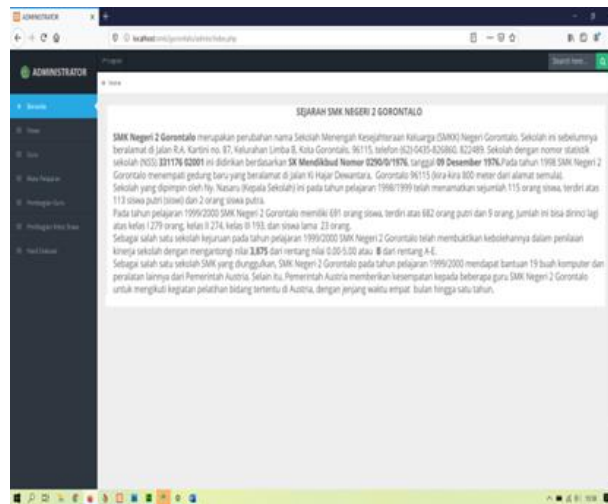 ADMINISTRATOR
localhost/smk/gorontalo/admin/index.php
ADMINISTRATOR
Search here...
Home
Beranda
SEJARAH SMK NEGERI 2 GORONTALO
SMK Negeri 2 Gorontalo merupakan perubahan nama Sekolah Menengah Kesejahteraan Keluarga (SMKK) Negeri Gorontalo. Sekolah ini sebelumnya
beralamat di Jalan R.A. Kartini no. 87, Kelurahan Limba B, Kota Gorontalo, 96115, telefon (62)-0435-826860, 822489. Sekolah dengan nomor statistik
sekolah (NSS) 331176 02001 ini didirikan berdasarkan SK Mendikbud Nomor 0290/0/1976, tanggal 09 Desember 1976.Pada tahun 1998 SMK Negeri 2
Gorontalo menempati gedung baru yang beralamat di Jalan Ki Hajar Dewantara, Gorontalo 96115 (kira-kira 800 meter dari alamat semula).
Sekolah yang dipimpin oleh Ny. Nasaru (Kepala Sekolah) ini pada tahun pelajaran 1998/1999 telah menamatkan sejumlah 115 orang siswa, terdiri atas
113 siswa putri (siswi) dan 2 orang siswa putra.
Pada tahun pelajaran 1999/2000 SMK Negeri 2 Gorontalo memiliki 691 orang siswa, terdiri atas 682 orang putri dan 9 orang. Jumlah ini bisa dirinci lagi
atas kelas I 279 orang, kelas II 274, kelas III 193, dan siswa lama 23 orang.
Sebagai salah satu sekolah kejuruan pada tahun pelajaran 1999/2000 SMK Negeri 2 Gorontalo telah membuktikan kebolehannya dalam penilaian
kinerja sekolah dengan mengantongi nilai 3,875 dari rentang nilai 0.00-5.00 atau B dari rentang A-E.
Sebagai salah satu sekolah SMK yang diunggulkan, SMK Negeri 2 Gorontalo pada tahun pelajaran 1999/2000 mendapat bantuan 19 buah komputer dan
peralatan lainnya dari Pemerintah Austria. Selain itu, Pemerintah Austria memberikan kesempatan kepada beberapa guru SMK Negeri 2 Gorontalo
untuk mengikuti kegiatan pelatihan bidang tertentu di Austria, dengan jenjang waktu empat bulan hingga satu tahun.